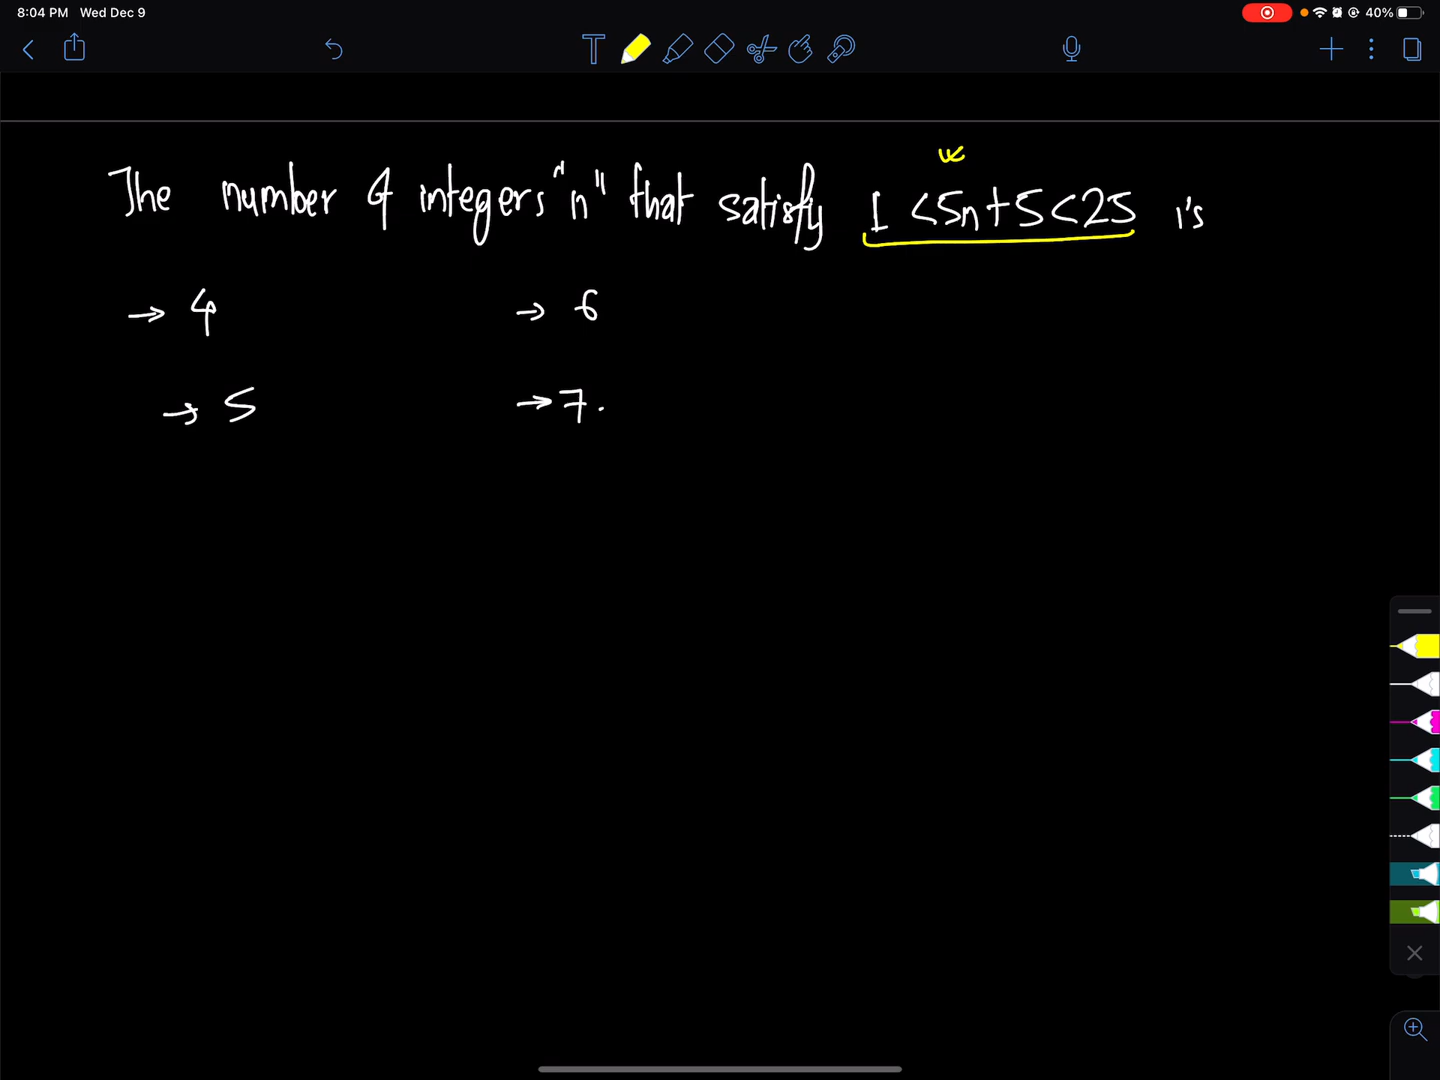 8:04 PM Wed Dec 9 40%
The number of integers "n" that satisfy 1 < 5n + 5 < 25 is
→ 4 → 6
→ 5 → 7.